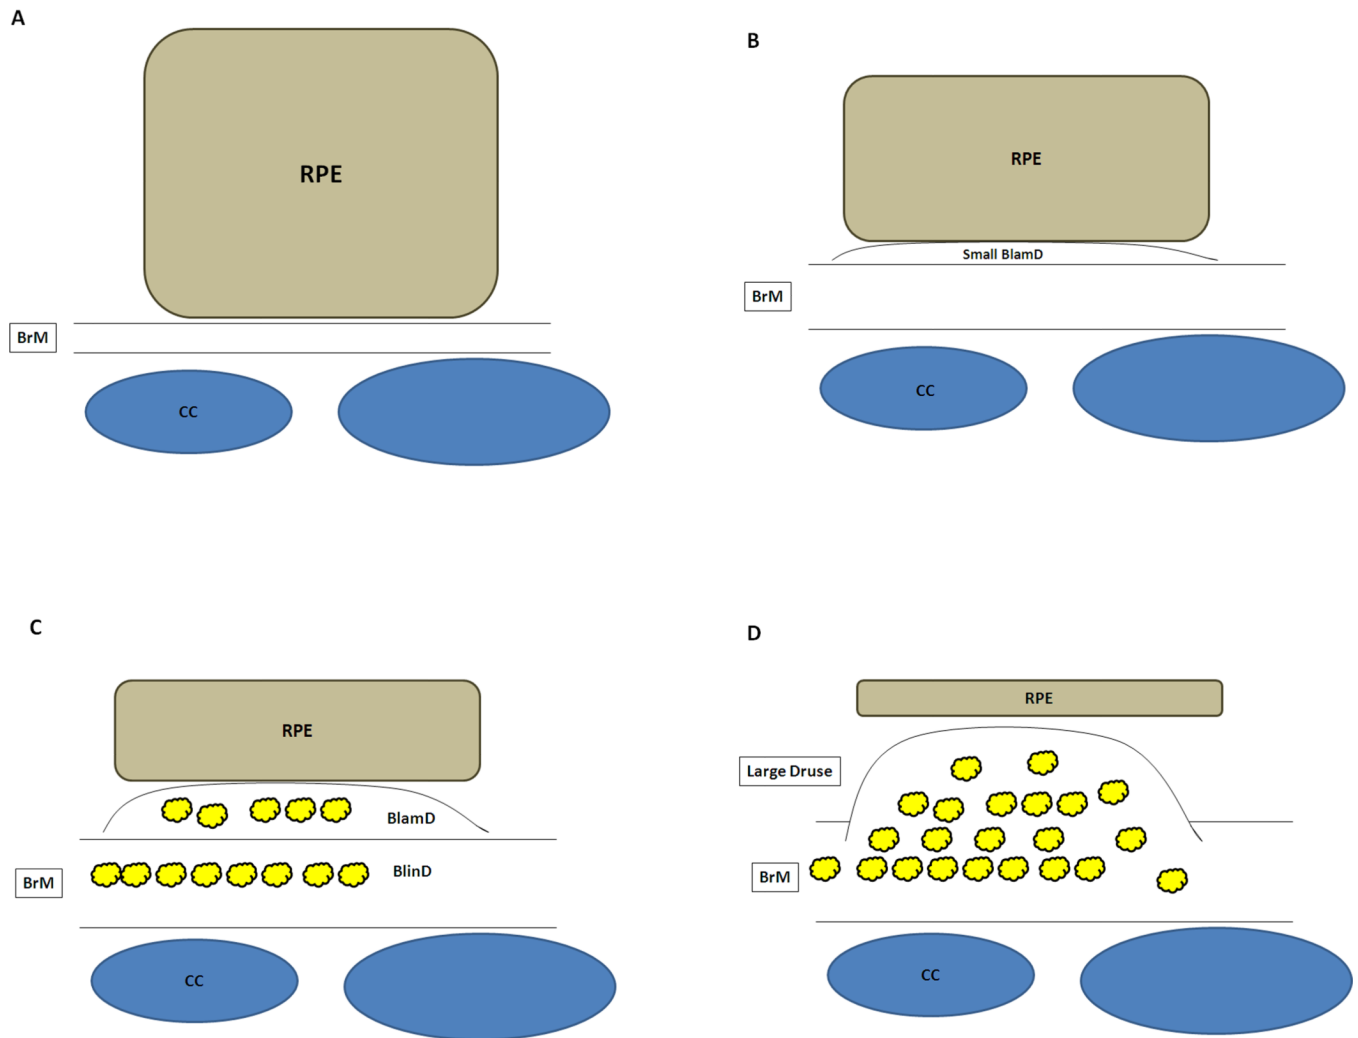 A
RPE
BrM
CC
B
RPE
Small BlamD
BrM
CC
C
RPE
BlamD
BlinD
BrM
CC
D
RPE
Large Druse
BrM
CC